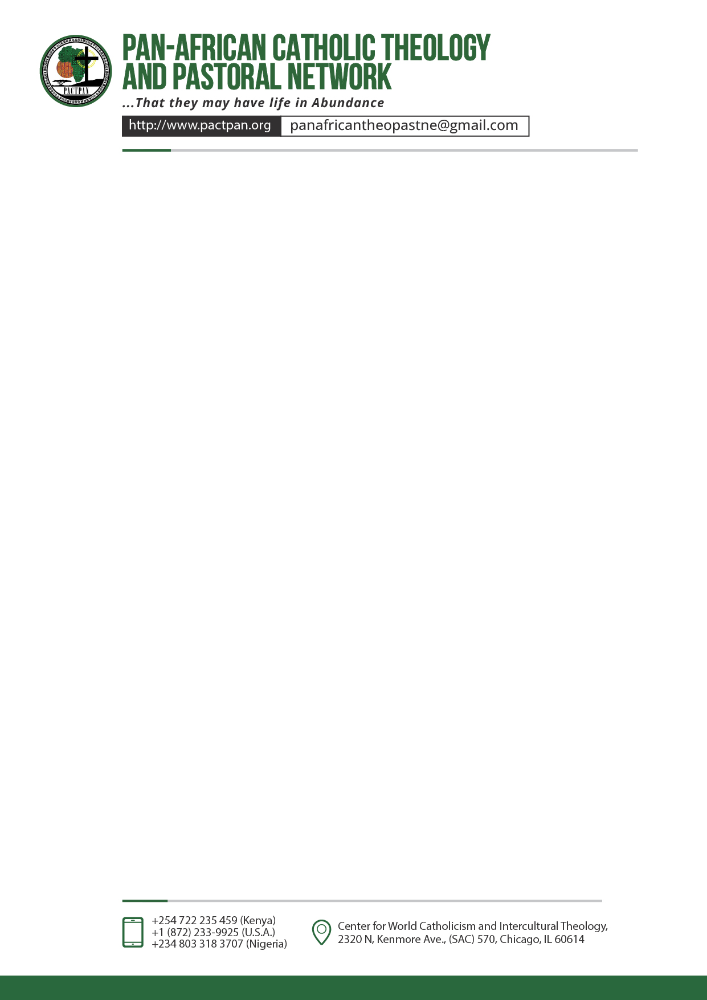 PACTPAN
PAN-AFRICAN CATHOLIC THEOLOGY
AND PASTORAL NETWORK
...That they may have life in Abundance
http://www.pactpan.org panafricantheopastne@gmail.com
+254 722 235 459 (Kenya)
+1 (872) 233-9925 (U.S.A.)
+234 803 318 3707 (Nigeria)
Center for World Catholicism and Intercultural Theology,
2320 N, Kenmore Ave., (SAC) 570, Chicago, IL 60614